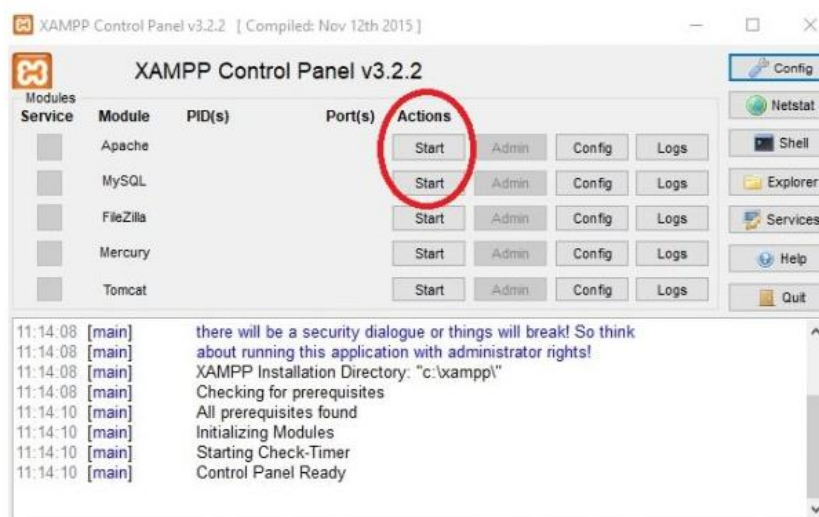 XAMPP Control Panel v3.2.2 [ Compiled: Nov 12th 2015 ]
XAMPP Control Panel v3.2.2
Config
Modules
Service Module PID(s) Port(s) Actions
Netstat
Apache Start Admin Config Logs
Shell
MySQL Start Admin Config Logs
Explorer
FileZilla Start Admin Config Logs
Services
Mercury Start Admin Config Logs
Help
Tomcat Start Admin Config Logs
Quit
11:14:08 [main] there will be a security dialogue or things will break! So think
11:14:08 [main] about running this application with administrator rights!
11:14:08 [main] XAMPP Installation Directory: "c:\xampp\"
11:14:08 [main] Checking for prerequisites
11:14:10 [main] All prerequisites found
11:14:10 [main] Initializing Modules
11:14:10 [main] Starting Check-Timer
11:14:10 [main] Control Panel Ready